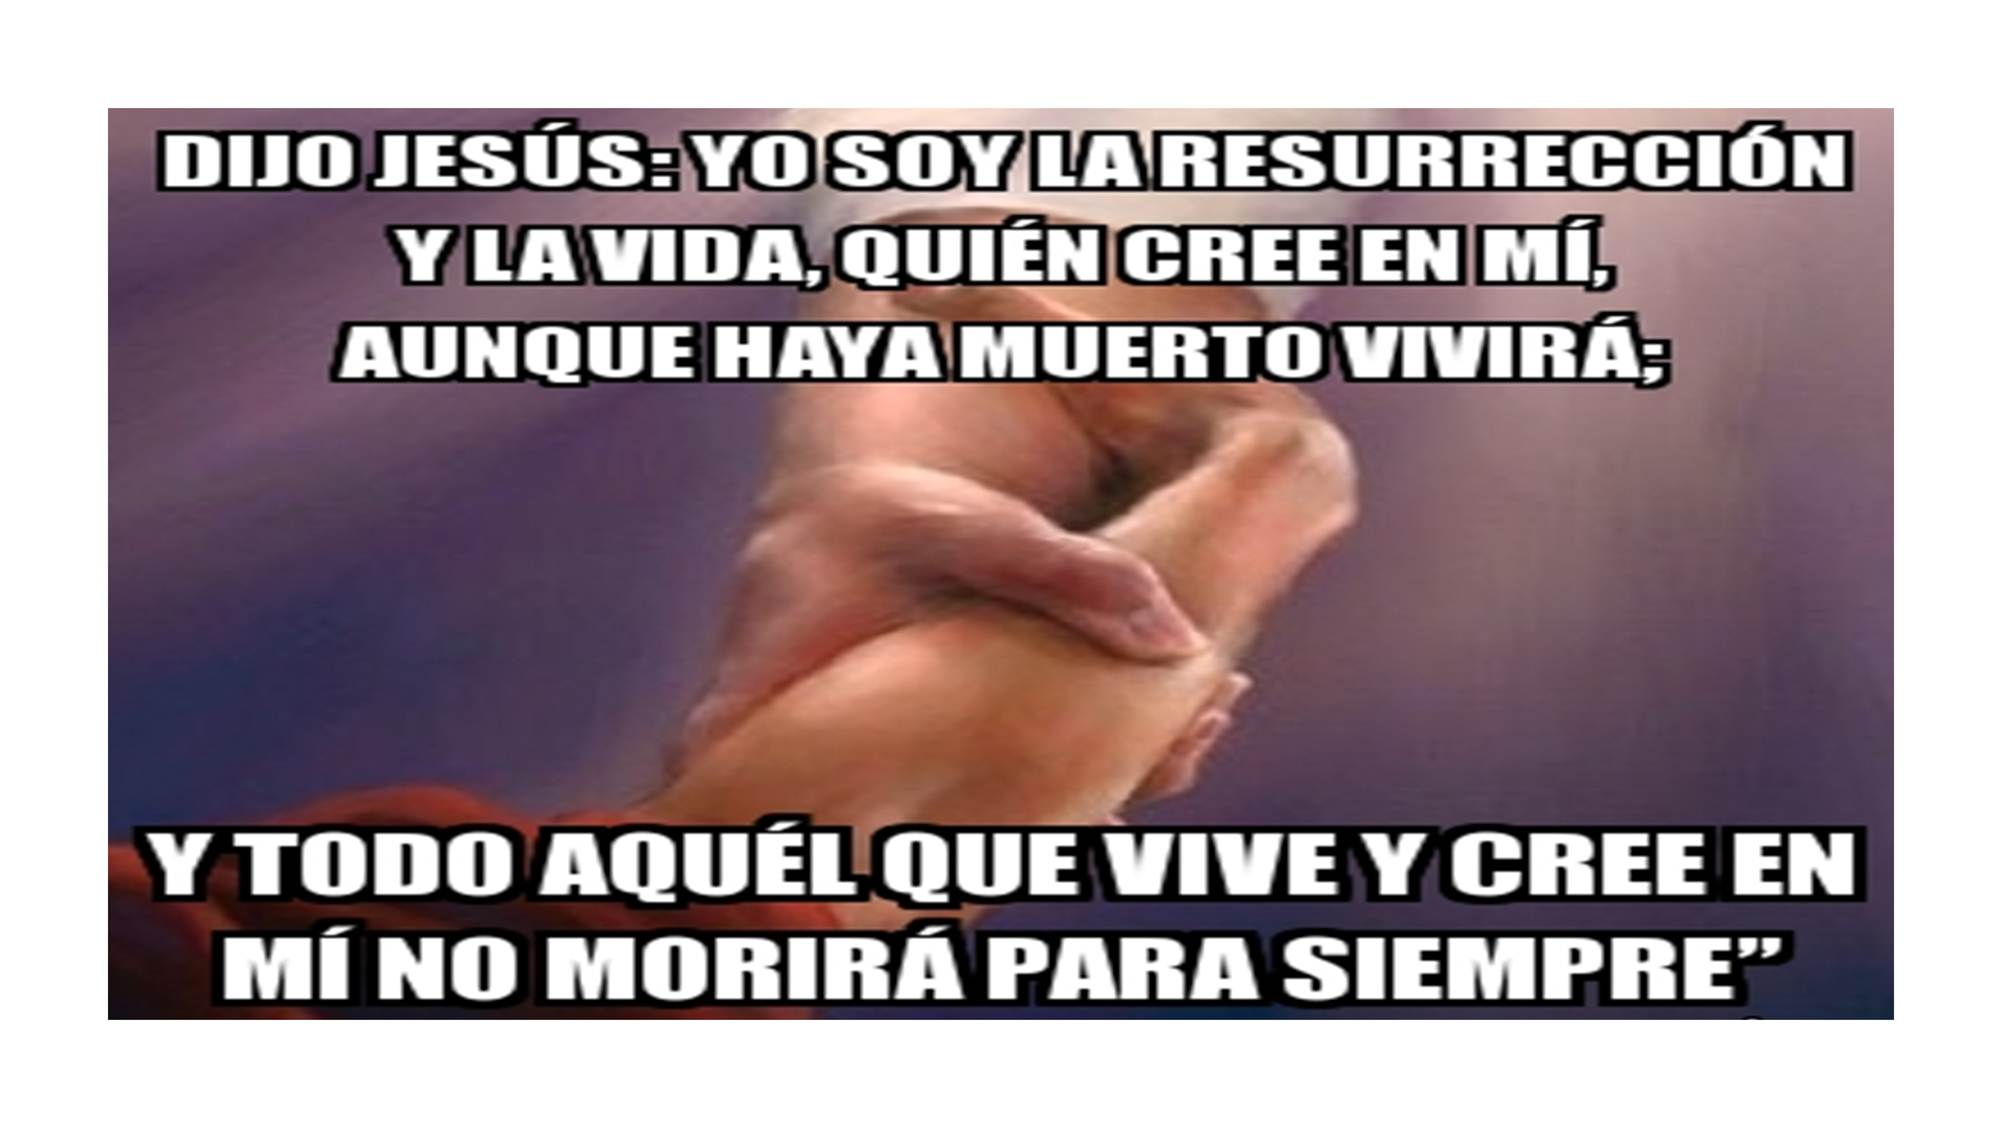 DIJO JESÚS: YO SOY LA RESURRECCIÓN
Y LA VIDA, QUIÉN CREE EN MÍ,
AUNQUE HAYA MUERTO VIVIRÁ;
Y TODO AQUÉL QUE VIVE Y CREE EN
MÍ NO MORIRÁ PARA SIEMPRE”